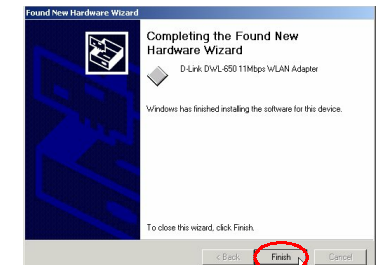 Found New Hardware Wizard
Completing the Found New
Hardware Wizard
D-Link DWL-650 11Mbps WLAN Adapter
Windows has finished installing the software for this device.
To close this wizard, click Finish.
< Back
Finish
Cancel